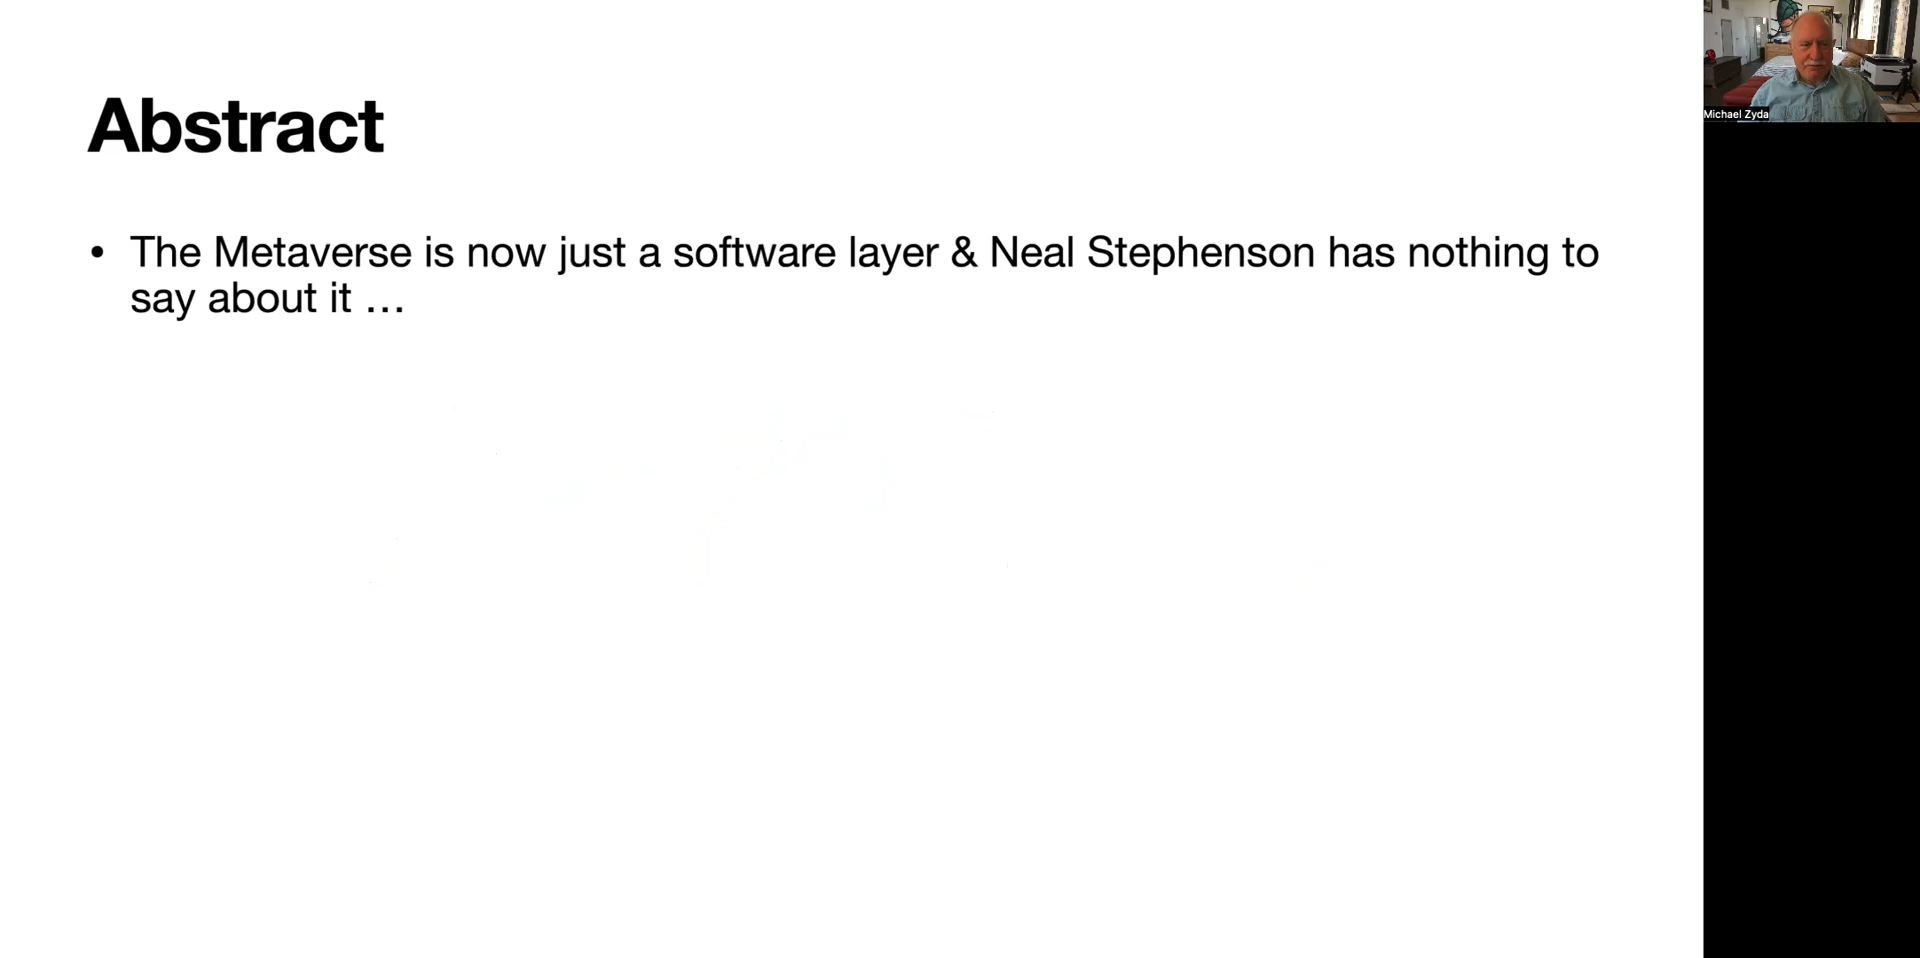 Abstract
• The Metaverse is now just a software layer & Neal Stephenson has nothing to
say about it …
Michael Zyda